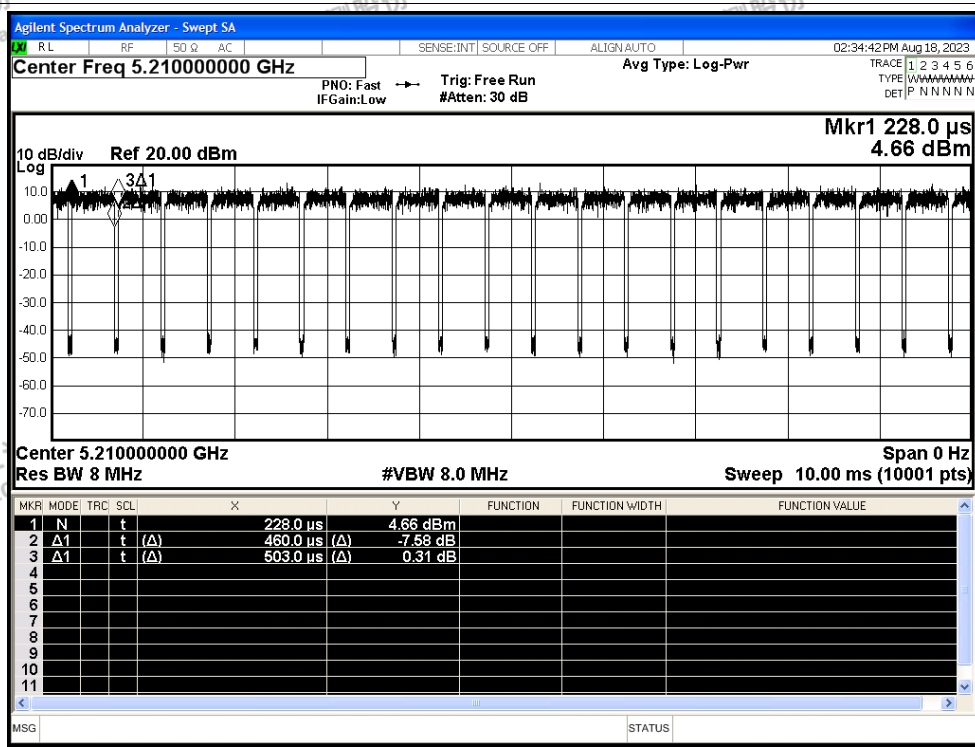 Agilent Spectrum Analyzer - Swept SA
LXI RL RF 50 Ω AC SENSE:INT SOURCE OFF ALIGN AUTO 02:34:42 PM Aug 18, 2023
Center Freq 5.210000000 GHz
PNO: Fast
IFGain:Low
Trig: Free Run
#Atten: 30 dB
Avg Type: Log-Pwr
TRACE 1 2 3 4 5 6
TYPE WWWWWW
DET P N N N N N
Mkr1 228.0 µs
4.66 dBm
10 dB/div Ref 20.00 dBm
Log
1 3Δ1
10.0
0.00
-10.0
-20.0
-30.0
-40.0
-50.0
-60.0
-70.0
Center 5.210000000 GHz Span 0 Hz
Res BW 8 MHz #VBW 8.0 MHz Sweep 10.00 ms (10001 pts)
MKR MODE TRC SCL X Y FUNCTION FUNCTION WIDTH FUNCTION VALUE
1 N t 228.0 µs 4.66 dBm
2 Δ1 t (Δ) 460.0 µs (Δ) -7.58 dB
3 Δ1 t (Δ) 503.0 µs (Δ) 0.31 dB
4
5
6
7
8
9
10
11
MSG STATUS